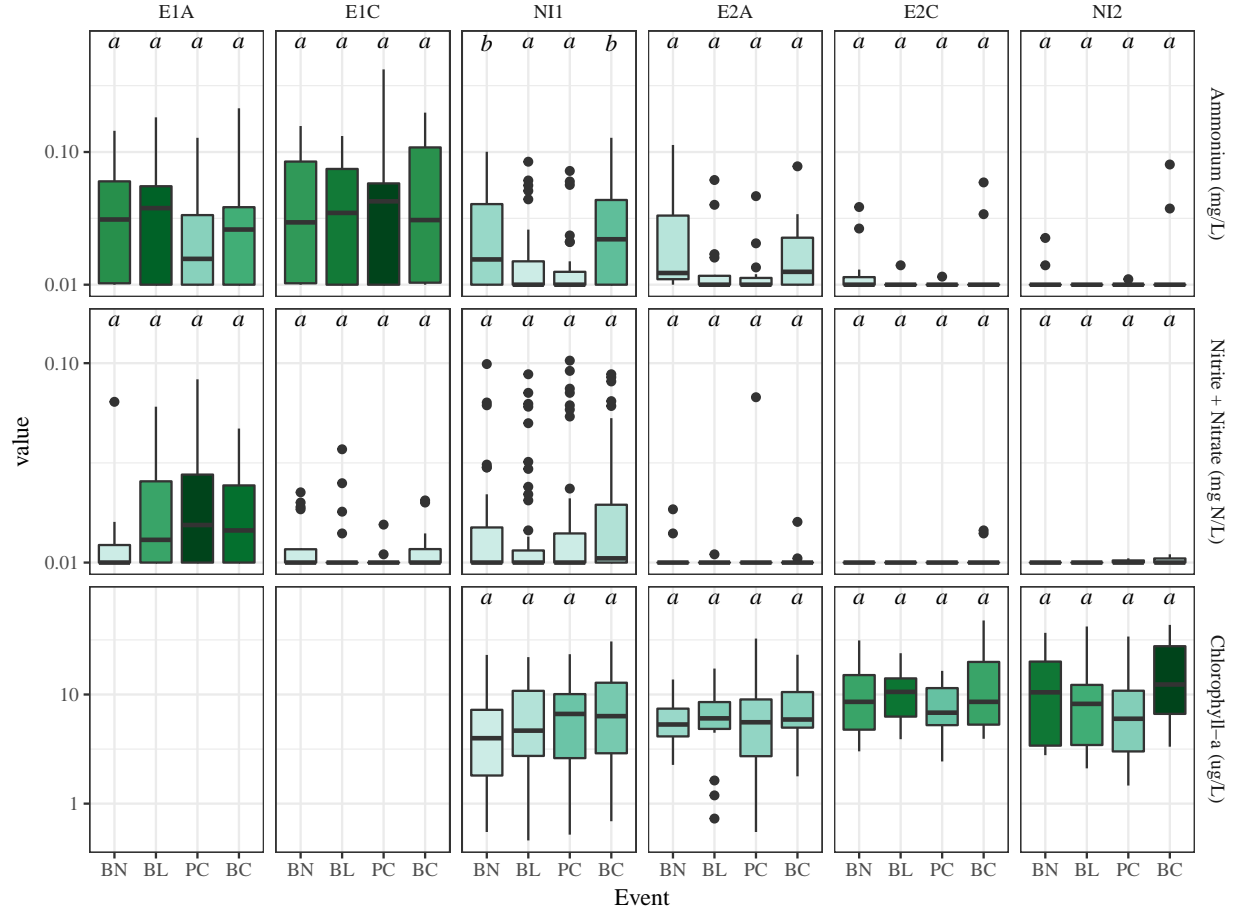 E1A E1C NI1 E2A E2C NI2
a a a a a a a a b a a b a a a a a a a a a a a a
Ammonium (mg/L)
0.10
0.01
a a a a a a a a a a a a a a a a a a a a a a a a
Nitrite + Nitrate (mg N/L)
0.10
0.01
value
a a a a a a a a a a a a a a a a
Chlorophyll−a (ug/L)
10
1
BN BL PC BC BN BL PC BC BN BL PC BC BN BL PC BC BN BL PC BC BN BL PC BC
Event